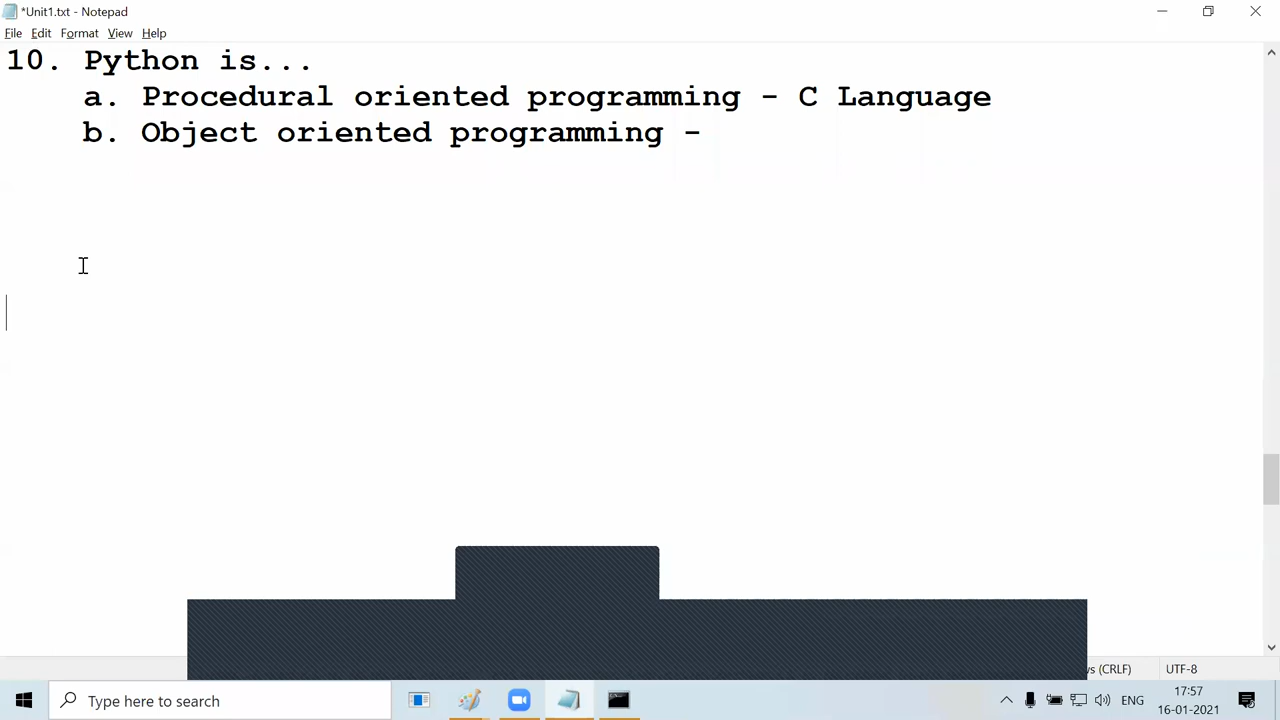 *Unit1.txt - Notepad
File Edit Format View Help
10. Python is...
a. Procedural oriented programming - C Language
b. Object oriented programming -
(CRLF) UTF-8
Type here to search
ENG
17:57
16-01-2021